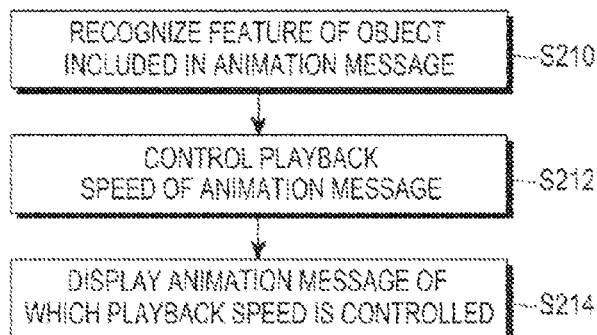 RECOGNIZE FEATURE OF OBJECT
INCLUDED IN ANIMATION MESSAGE
S210
CONTROL PLAYBACK
SPEED OF ANIMATION MESSAGE
S212
DISPLAY ANIMATION MESSAGE OF
WHICH PLAYBACK SPEED IS CONTROLLED
S214